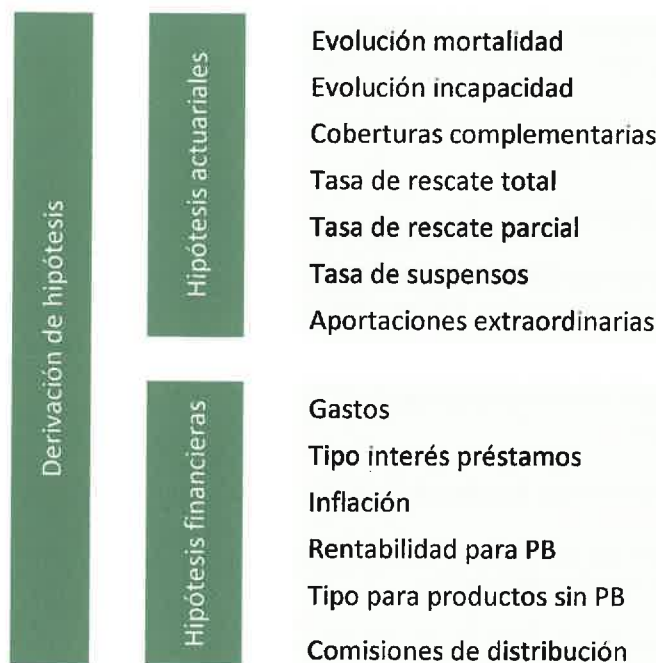 Derivación de hipótesis
Hipótesis actuariales
Evolución mortalidad
Evolución incapacidad
Coberturas complementarias
Tasa de rescate total
Tasa de rescate parcial
Tasa de suspensos
Aportaciones extraordinarias
Hipótesis financieras
Gastos
Tipo interés préstamos
Inflación
Rentabilidad para PB
Tipo para productos sin PB
Comisiones de distribución